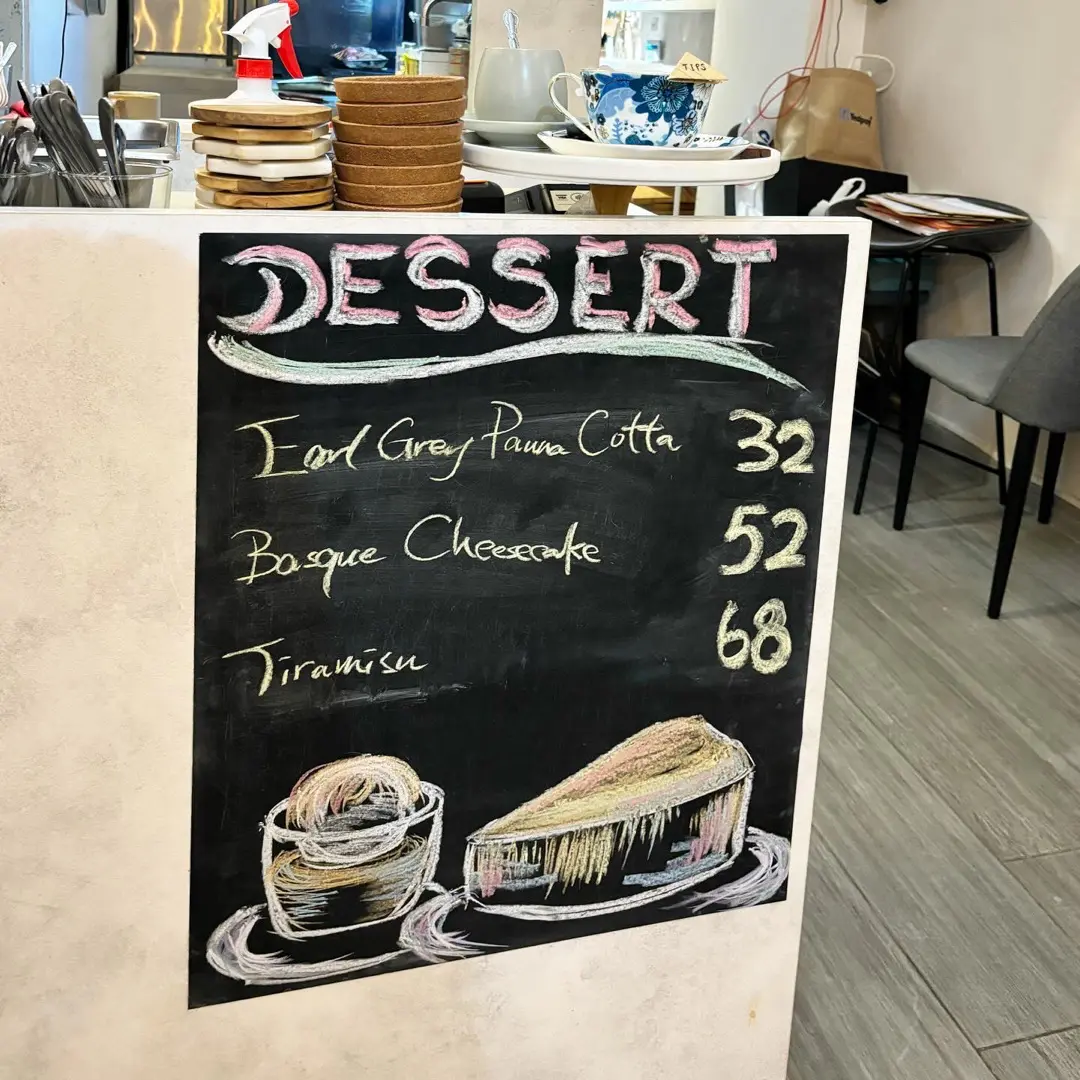 TIPS
DESSERT
Earl Grey Panna Cotta 32
Basque Cheesecake 52
Tiramisu 68